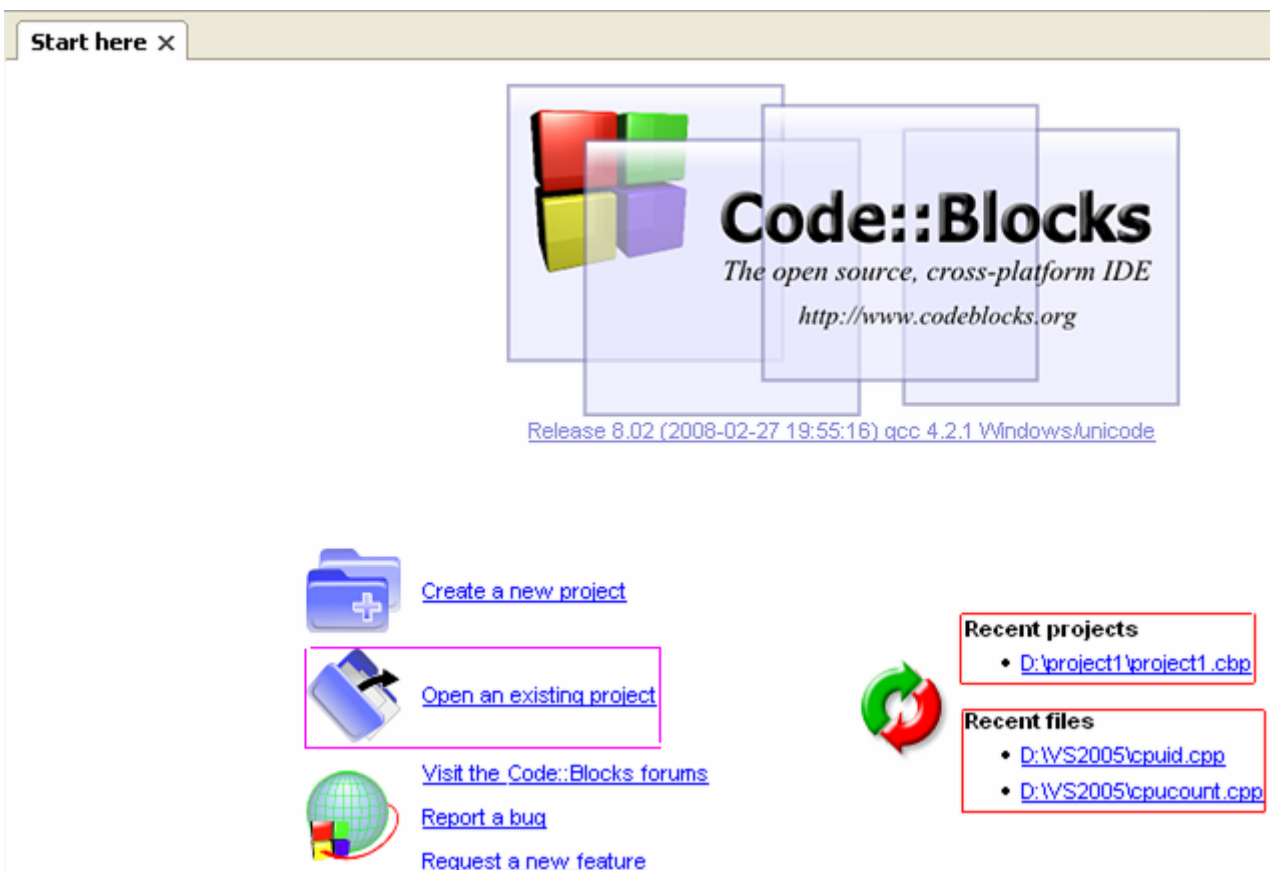 Start here ×
Code::Blocks
The open source, cross-platform IDE
http://www.codeblocks.org
Release 8.02 (2008-02-27 19:55:16) gcc 4.2.1 Windows/unicode
Create a new project
Open an existing project
Visit the Code::Blocks forums
Report a bug
Request a new feature
Recent projects
• D:\project1\project1.cbp
Recent files
• D:\VS2005\cpuid.cpp
• D:\VS2005\cpucount.cpp